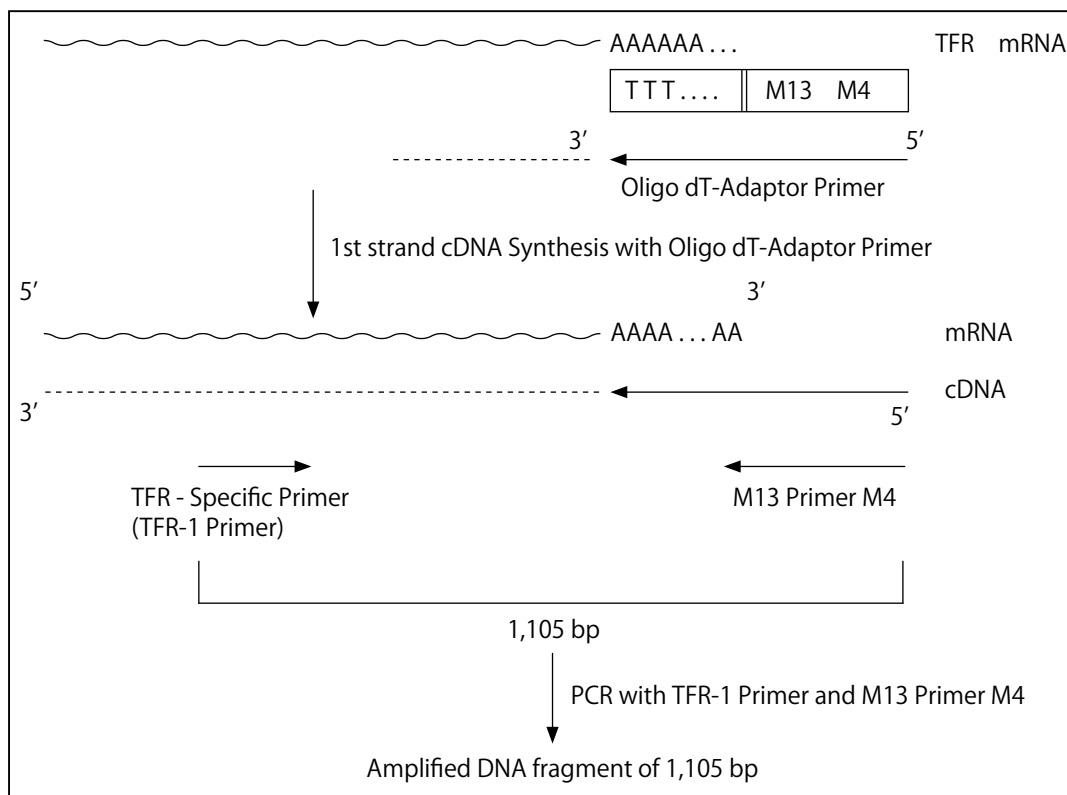 AAAAAA... TFR mRNA
TTT.... M13 M4
3′ 5′
Oligo dT-Adaptor Primer
1st strand cDNA Synthesis with Oligo dT-Adaptor Primer
5′ 3′
AAAA...AA mRNA
cDNA
3′ 5′
TFR - Specific Primer
(TFR-1 Primer)
M13 Primer M4
1,105 bp
PCR with TFR-1 Primer and M13 Primer M4
Amplified DNA fragment of 1,105 bp